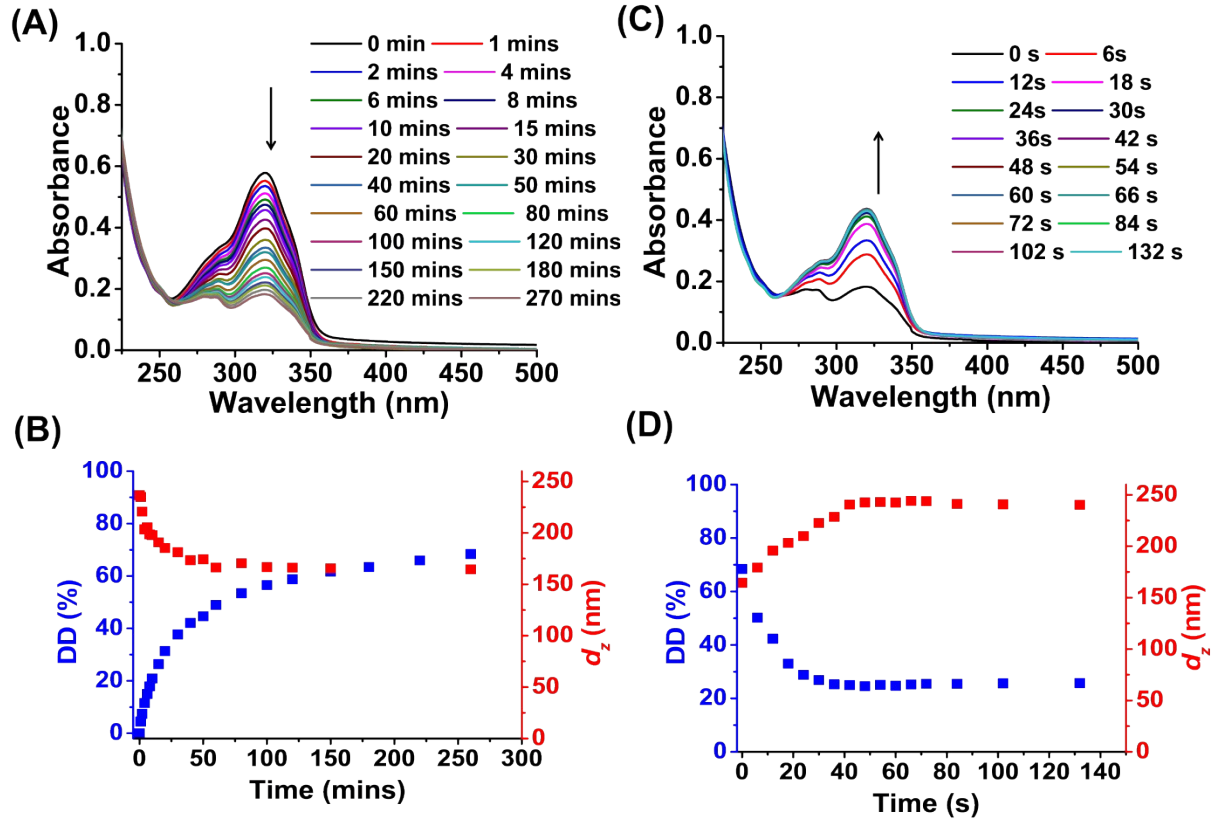 (A)
Absorbance
1.0
0.8
0.6
0.4
0.2
0.0
250 300 350 400 450 500
Wavelength (nm)
0 min 1 mins
2 mins 4 mins
6 mins 8 mins
10 mins 15 mins
20 mins 30 mins
40 mins 50 mins
60 mins 80 mins
100 mins 120 mins
150 mins 180 mins
220 mins 270 mins
(C)
Absorbance
1.0
0.8
0.6
0.4
0.2
0.0
250 300 350 400 450 500
Wavelength (nm)
0 s 6s
12s 18 s
24s 30s
36s 42 s
48 s 54 s
60 s 66 s
72 s 84 s
102 s 132 s
(B)
DD (%)
100
80
60
40
20
0
0 50 100 150 200 250 300
Time (mins)
250
200
150
100
50
0
dz (nm)
(D)
DD (%)
100
80
60
40
20
0
0 20 40 60 80 100 120 140
Time (s)
250
200
150
100
50
0
dz (nm)